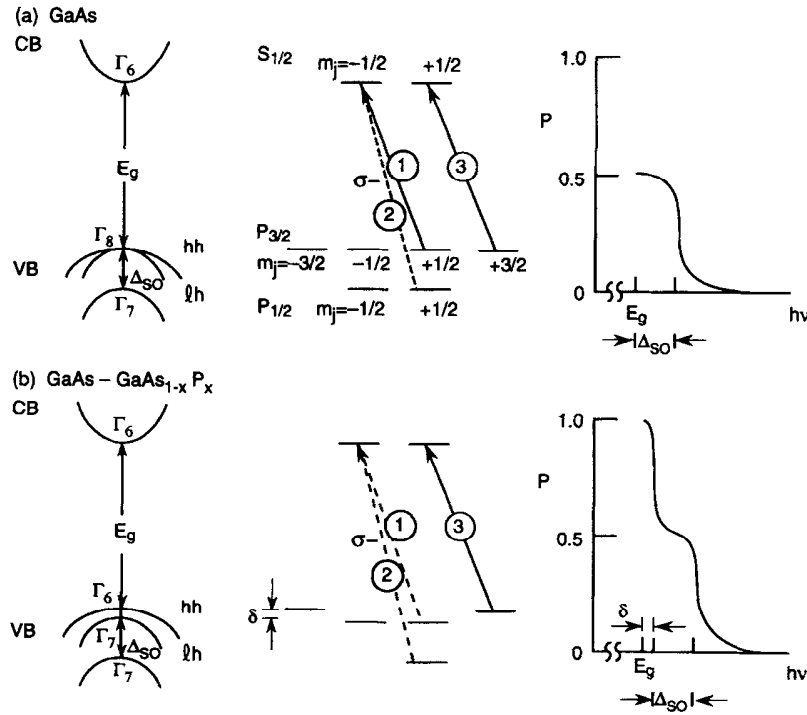 (a) GaAs
CB
Γ6
Eg
Γ8
hh
VB
ΔSO
ℓh
Γ7
S1/2 mj=−1/2 +1/2
1
3
σ−
2
P3/2
mj=−3/2 −1/2 +1/2 +3/2
P1/2 mj=−1/2 +1/2
1.0
P
0.5
0
Eg
hν
ΔSO
(b) GaAs – GaAs1-x Px
CB
Γ6
Eg
Γ6
hh
VB
Γ7
ΔSO
ℓh
Γ7
1
3
σ−
2
δ
1.0
P
0.5
δ
0
Eg
hν
ΔSO